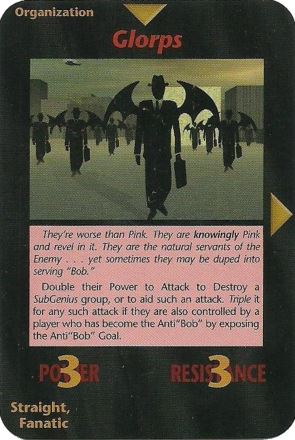 Organization
Glorps
They're worse than Pink. They are knowingly Pink
and revel in it. They are the natural servants of the
Enemy . . . yet sometimes they may be duped into
serving "Bob."
Double their Power to Attack to Destroy a
SubGenius group, or to aid such an attack. Triple it
for any such attack if they are also controlled by a
player who has become the Anti"Bob" by exposing
the Anti"Bob" Goal.
POWER 3 RESISTANCE 3
Straight,
Fanatic